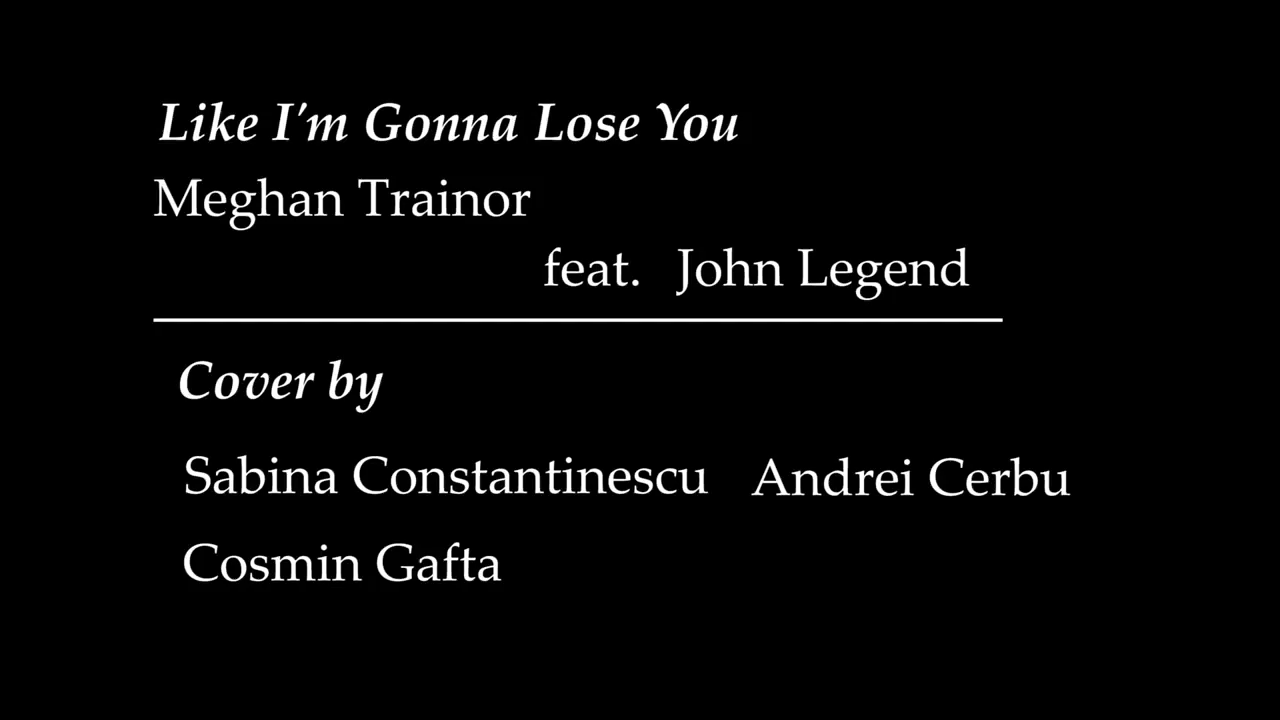 Like I'm Gonna Lose You
Meghan Trainor
feat. John Legend
Cover by
Sabina Constantinescu Andrei Cerbu
Cosmin Gafta